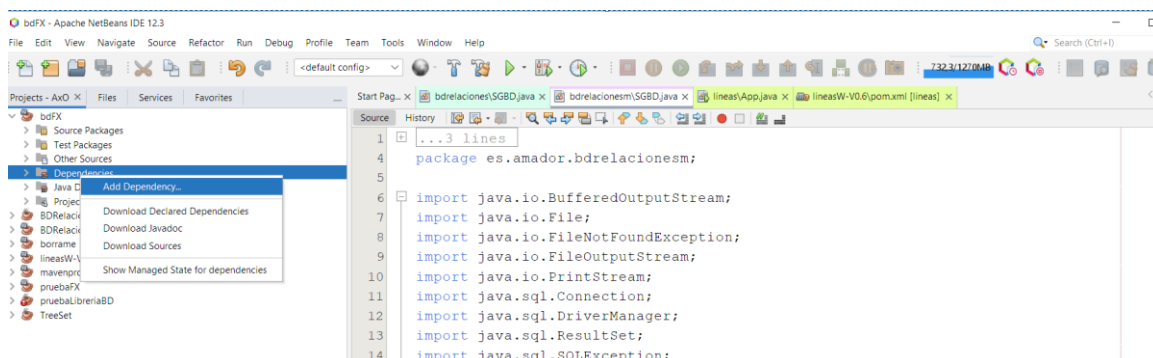 bdFX - Apache NetBeans IDE 12.3
File Edit View Navigate Source Refactor Run Debug Profile Team Tools Window Help
Search (Ctrl+I)
<default config>
732.3/1270MB
Projects - AxO
Files
Services
Favorites
Start Pag...
bdrelaciones\SGBD.java
bdrelacionesm\SGBD.java
lineas\App.java
lineasW-V0.6\pom.xml [lineas]
Source History
bdFX
Source Packages
Test Packages
Other Sources
Dependencies
Java D
Projec
BDRelaci
BDRelaci
borrame
lineasW-V
mavenpro
pruebaFX
pruebaLibreriaBD
TreeSet
Add Dependency...
Download Declared Dependencies
Download Javadoc
Download Sources
Show Managed State for dependencies
1 ...3 lines
4 package es.amador.bdrelacionesm;
5
6 import java.io.BufferedOutputStream;
7 import java.io.File;
8 import java.io.FileNotFoundException;
9 import java.io.FileOutputStream;
10 import java.io.PrintStream;
11 import java.sql.Connection;
12 import java.sql.DriverManager;
13 import java.sql.ResultSet;
14 import java.sql.SQLException;